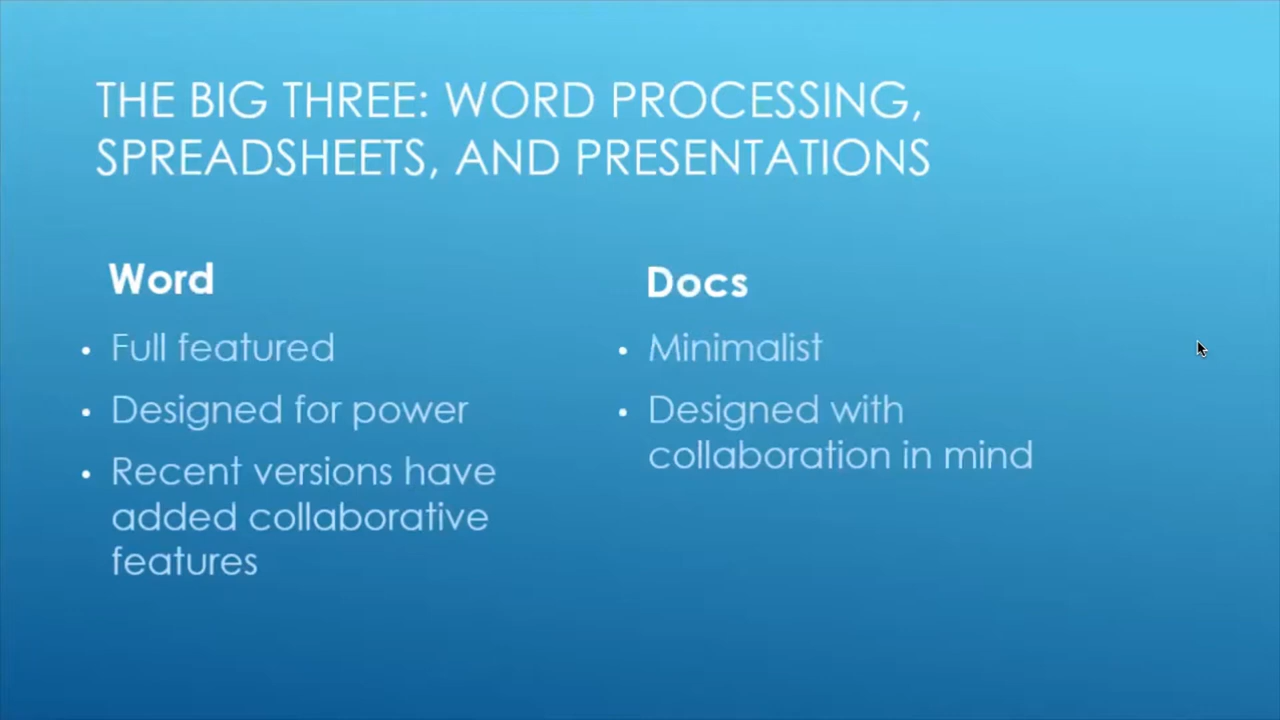 THE BIG THREE: WORD PROCESSING,
SPREADSHEETS, AND PRESENTATIONS
Word
• Full featured
• Designed for power
• Recent versions have
added collaborative
features
Docs
• Minimalist
• Designed with
collaboration in mind